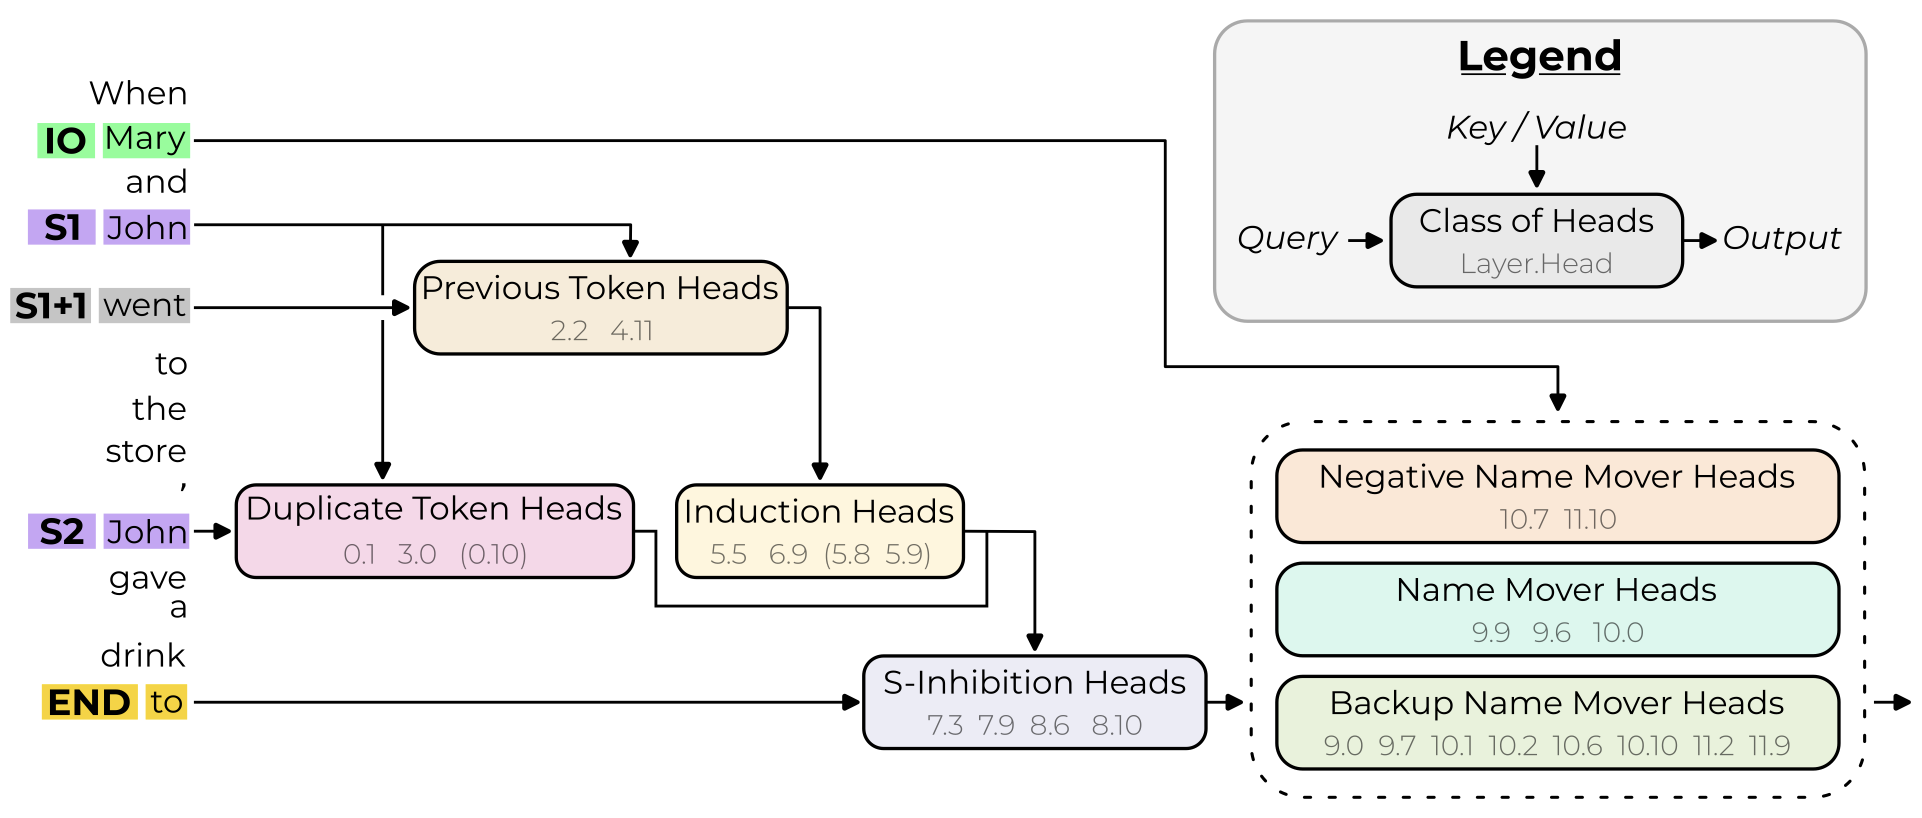 When
IO Mary
and
S1 John
S1+1 went
to
the
store
,
S2 John
gave
a
drink
END to
Previous Token Heads
2.2 4.11
Duplicate Token Heads
0.1 3.0 (0.10)
Induction Heads
5.5 6.9 (5.8 5.9)
S-Inhibition Heads
7.3 7.9 8.6 8.10
Legend
Key / Value
Query
Class of Heads
Layer.Head
Output
Negative Name Mover Heads
10.7 11.10
Name Mover Heads
9.9 9.6 10.0
Backup Name Mover Heads
9.0 9.7 10.1 10.2 10.6 10.10 11.2 11.9